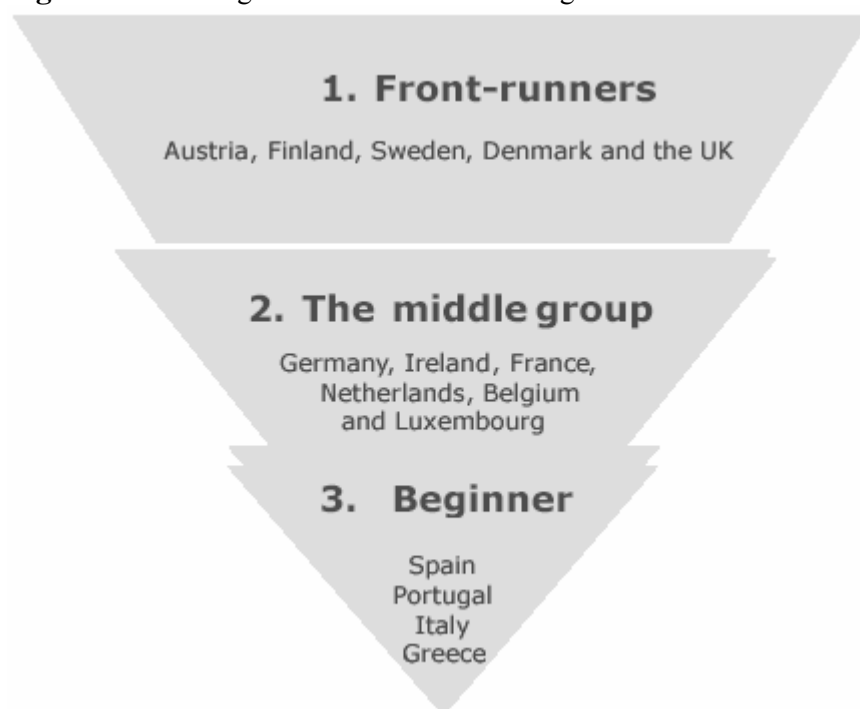 1. Front-runners
Austria, Finland, Sweden, Denmark and the UK
2. The middle group
Germany, Ireland, France,
Netherlands, Belgium
and Luxembourg
3. Beginner
Spain
Portugal
Italy
Greece